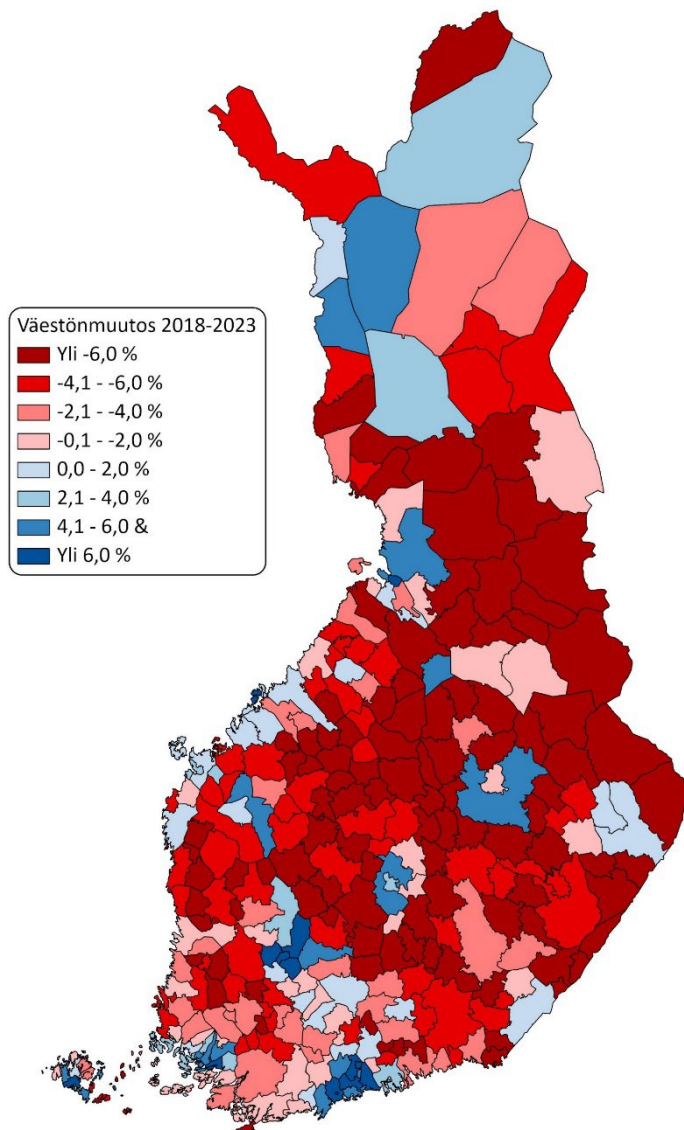 Väestönmuutos 2018-2023
Yli -6,0 %
-4,1 - -6,0 %
-2,1 - -4,0 %
-0,1 - -2,0 %
0,0 - 2,0 %
2,1 - 4,0 %
4,1 - 6,0 &
Yli 6,0 %